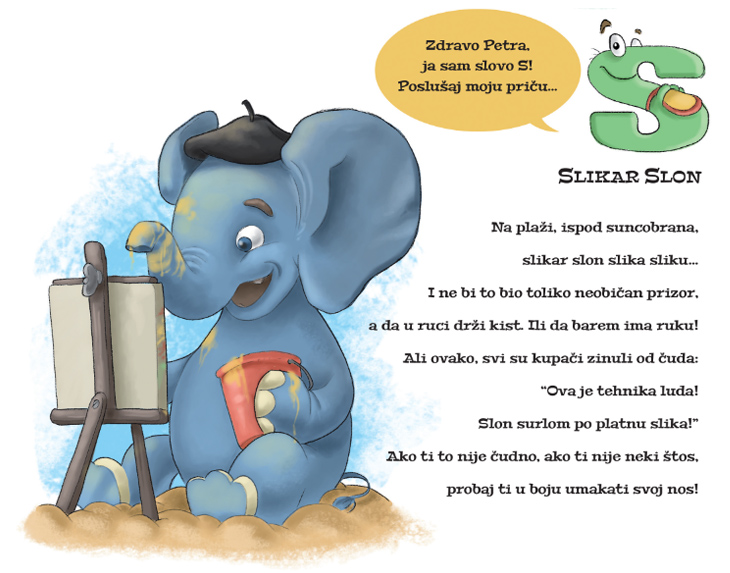 Zdravo Petra,
ja sam slovo S!
Poslušaj moju priču...
SLIKAR SLON
Na plaži, ispod suncobrana,
slikar slon slika sliku...
I ne bi to bio toliko neobičan prizor,
a da u ruci drži kist. Ili da barem ima ruku!
Ali ovako, svi su kupači zinuli od čuda:
“Ova je tehnika luda!
Slon surlom po platnu slika!”
Ako ti to nije čudno, ako ti nije neki štos,
probaj ti u boju umakati svoj nos!